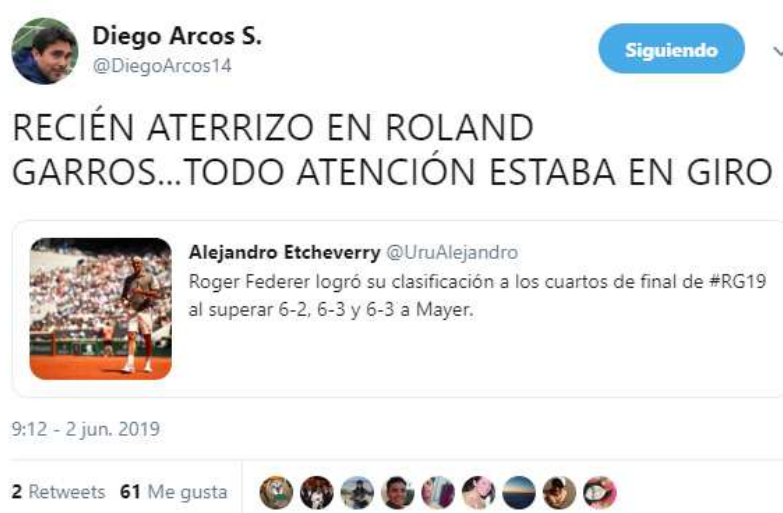 Diego Arcos S.
@DiegoArcos14
Siguiendo
RECIÉN ATERRIZO EN ROLAND
GARROS...TODO ATENCIÓN ESTABA EN GIRO
Alejandro Etcheverry @UruAlejandro
Roger Federer logró su clasificación a los cuartos de final de #RG19
al superar 6-2, 6-3 y 6-3 a Mayer.
9:12 - 2 jun. 2019
2 Retweets 61 Me gusta